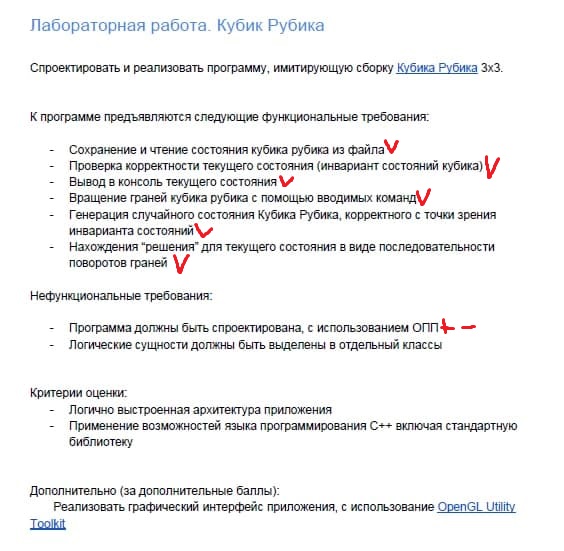 Лабораторная работа. Кубик Рубика
Спроектировать и реализовать программу, имитирующую сборку Кубика Рубика 3x3.
К программе предъявляются следующие функциональные требования:
- Сохранение и чтение состояния кубика рубика из файла
- Проверка корректности текущего состояния (инвариант состояний кубика)
- Вывод в консоль текущего состояния
- Вращение граней кубика рубика с помощью вводимых команд
- Генерация случайного состояния Кубика Рубика, корректного с точки зрения
инварианта состояний
- Нахождения “решения” для текущего состояния в виде последовательности
поворотов граней
Нефункциональные требования:
- Программа должны быть спроектирована, с использованием ОПП + -
- Логические сущности должны быть выделены в отдельный классы
Критерии оценки:
- Логично выстроенная архитектура приложения
- Применение возможностей языка программирования С++ включая стандартную
библиотеку
Дополнительно (за дополнительные баллы):
Реализовать графический интерфейс приложения, с использование OpenGL Utility
Toolkit